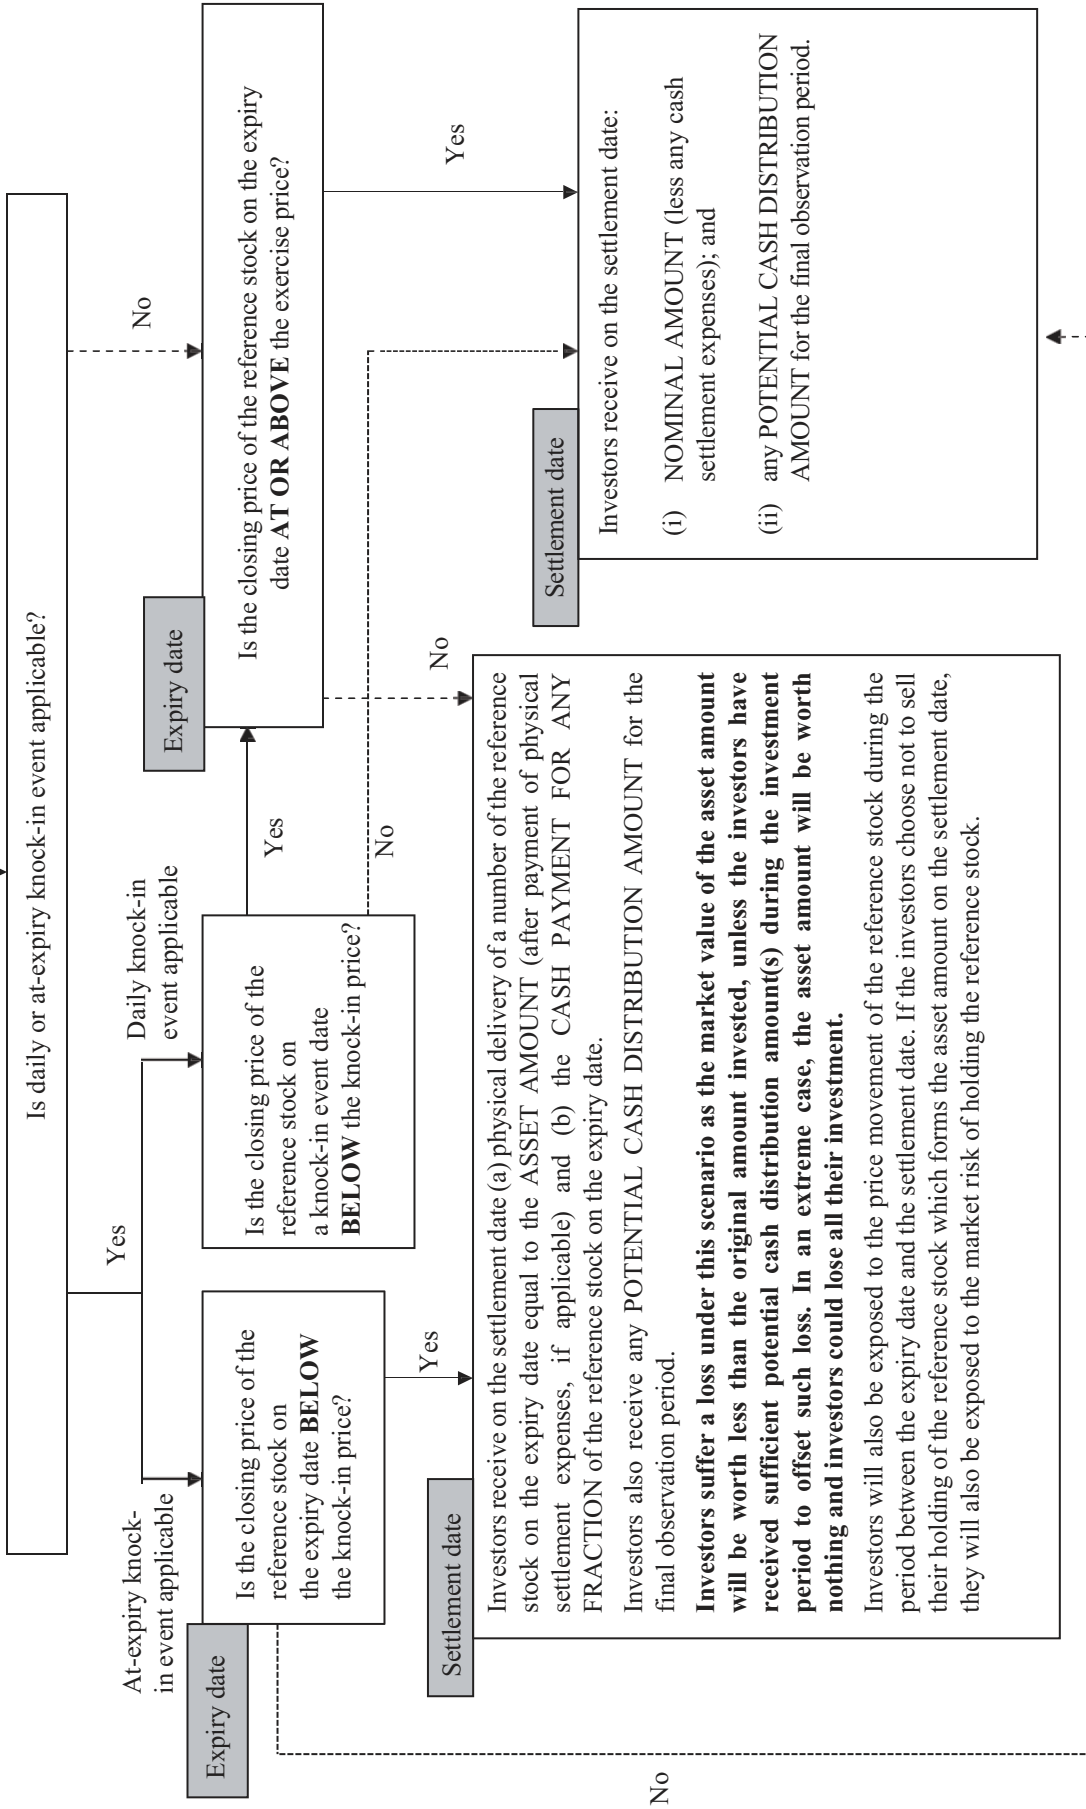 Is daily or at-expiry knock-in event applicable?
Yes
No
At-expiry knock-
in event applicable
Daily knock-in
event applicable
Expiry date
Is the closing price of the
reference stock on
the expiry date BELOW
the knock-in price?
Is the closing price of the
reference stock on
a knock-in event date
BELOW the knock-in price?
Yes
No
Expiry date
Is the closing price of the reference stock on the expiry
date AT OR ABOVE the exercise price?
Yes
No
Yes
No
Settlement date
Investors receive on the settlement date (a) physical delivery of a number of the reference
stock on the expiry date equal to the ASSET AMOUNT (after payment of physical
settlement expenses, if applicable) and (b) the CASH PAYMENT FOR ANY
FRACTION of the reference stock on the expiry date.
Investors also receive any POTENTIAL CASH DISTRIBUTION AMOUNT for the
final observation period.
Investors suffer a loss under this scenario as the market value of the asset amount
will be worth less than the original amount invested, unless the investors have
received sufficient potential cash distribution amount(s) during the investment
period to offset such loss. In an extreme case, the asset amount will be worth
nothing and investors could lose all their investment.
Investors will also be exposed to the price movement of the reference stock during the
period between the expiry date and the settlement date. If the investors choose not to sell
their holding of the reference stock which forms the asset amount on the settlement date,
they will also be exposed to the market risk of holding the reference stock.
Settlement date
Investors receive on the settlement date:
(i) NOMINAL AMOUNT (less any cash
settlement expenses); and
(ii) any POTENTIAL CASH DISTRIBUTION
AMOUNT for the final observation period.